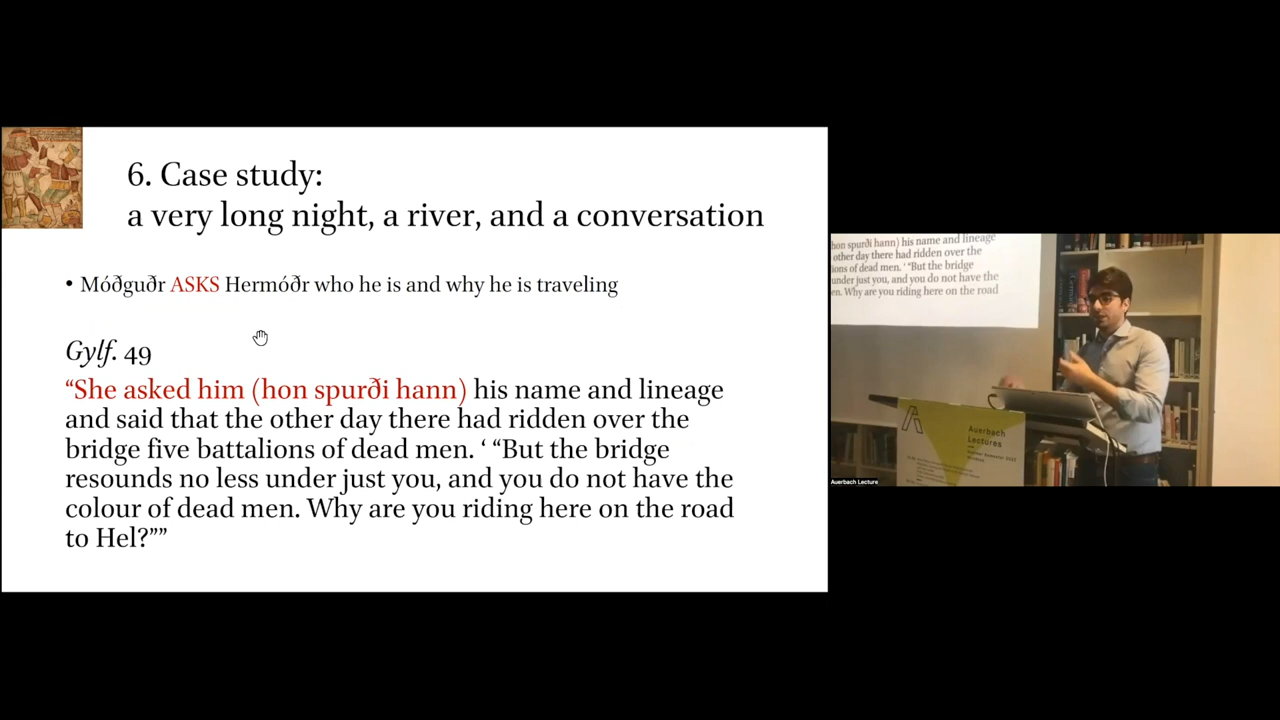 6. Case study:
a very long night, a river, and a conversation
• Móðguðr ASKS Hermóðr who he is and why he is traveling
Gylf. 49
“She asked him (hon spurði hann) his name and lineage
and said that the other day there had ridden over the
bridge five battalions of dead men. ‘ “But the bridge
resounds no less under just you, and you do not have the
colour of dead men. Why are you riding here on the road
to Hel?””
hon spurði hann) his name and lineage
other day there had ridden over the
ions of dead men. ‘ “But the bridge
under just you, and you do not have the
en. Why are you riding here on the road
Auerbach
Lectures
Auerbach Lecture